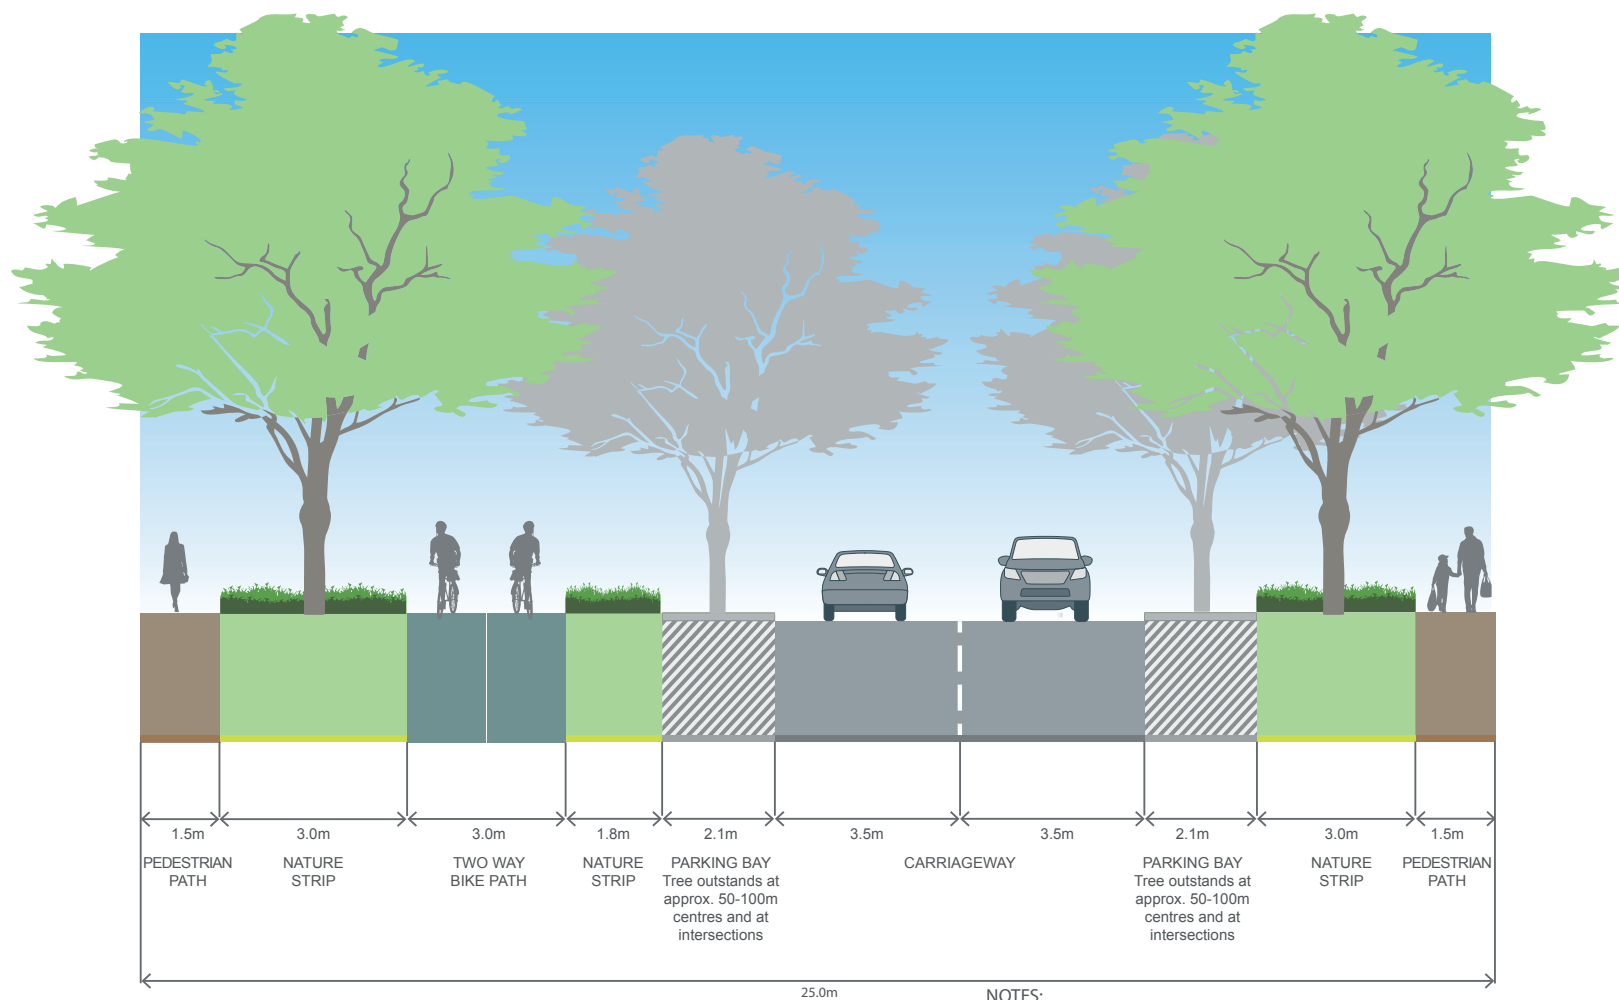 1.5m
3.0m
3.0m
1.8m
2.1m
3.5m
3.5m
2.1m
3.0m
1.5m
PEDESTRIAN
PATH
NATURE
STRIP
TWO WAY
BIKE PATH
NATURE
STRIP
PARKING BAY
Tree outstands at
approx. 50-100m
centres and at
intersections
CARRIAGEWAY
PARKING BAY
Tree outstands at
approx. 50-100m
centres and at
intersections
NATURE
STRIP
PEDESTRIAN
PATH
25.0m
NOTES: